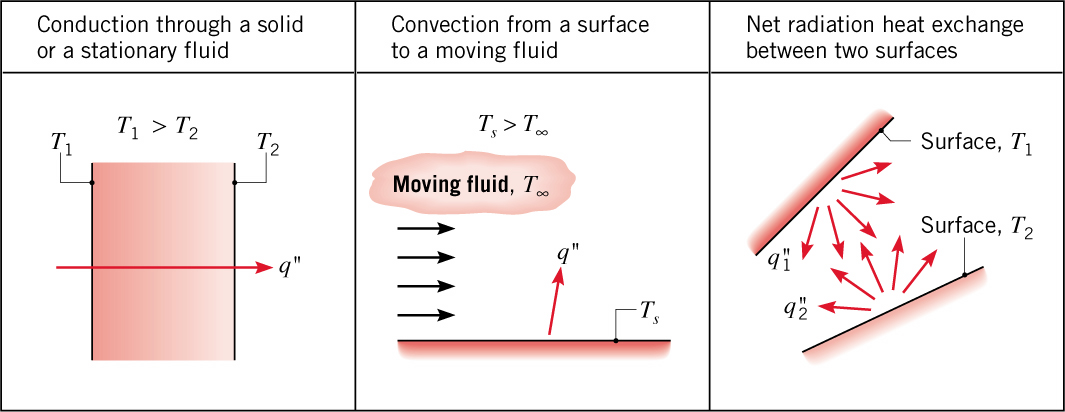 Conduction through a solid
or a stationary fluid
T₁ > T₂
T₁
T₂
q"
Convection from a surface
to a moving fluid
Tₛ > T∞
Moving fluid, T∞
q"
Tₛ
Net radiation heat exchange
between two surfaces
Surface, T₁
Surface, T₂
q"₁
q"₂